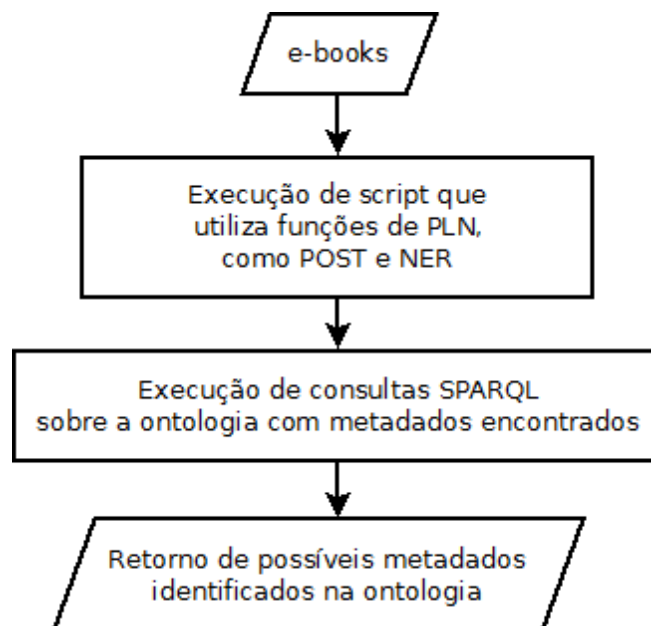 e-books
Execução de script que
utiliza funções de PLN,
como POST e NER
Execução de consultas SPARQL
sobre a ontologia com metadados encontrados
Retorno de possíveis metadados
identificados na ontologia